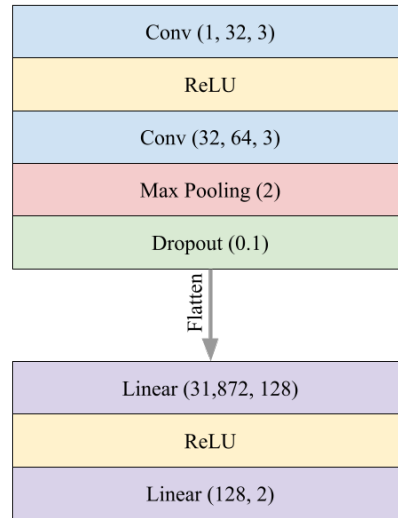 Conv (1, 32, 3)
ReLU
Conv (32, 64, 3)
Max Pooling (2)
Dropout (0.1)
Flatten
Linear (31,872, 128)
ReLU
Linear (128, 2)